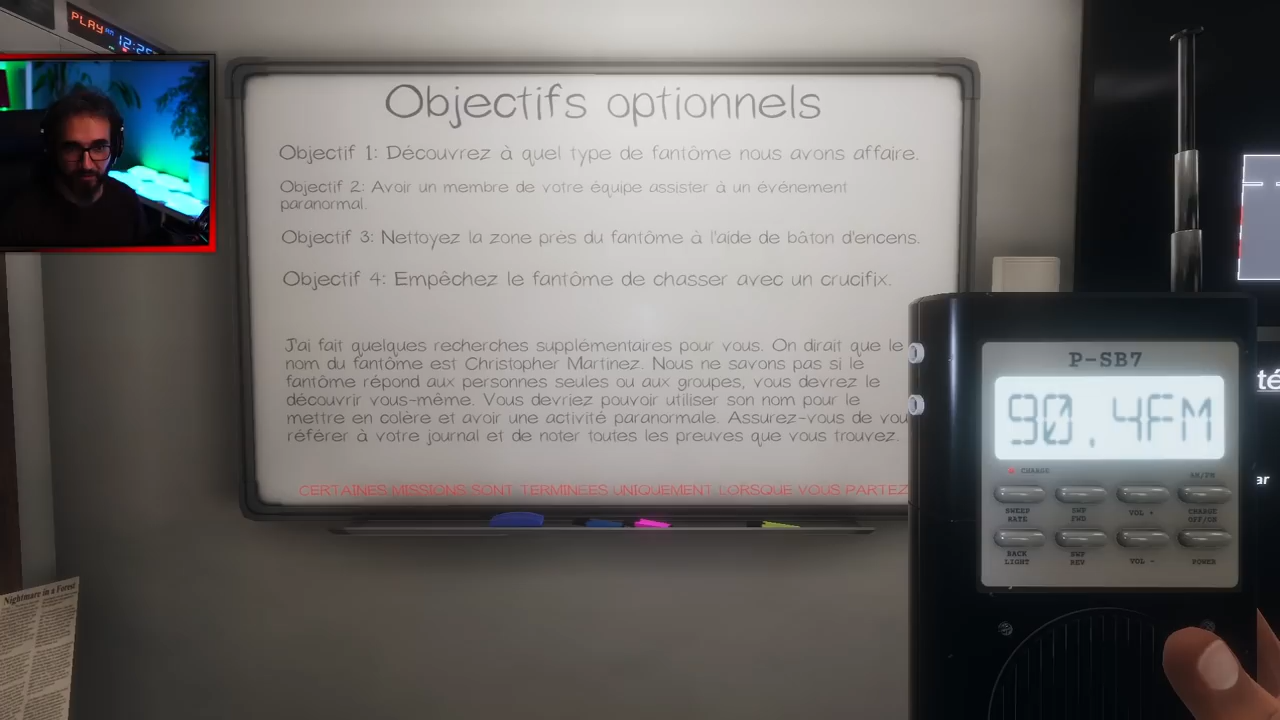 PLAY
Objectifs optionnels
Objectif 1: Découvrez à quel type de fantôme nous avons affaire.
Objectif 2: Avoir un membre de votre équipe assister à un événement
paranormal.
Objectif 3: Nettoyez la zone près du fantôme à l'aide de bâton d'encens.
Objectif 4: Empêchez le fantôme de chasser avec un crucifix.
J'ai fait quelques recherches supplémentaires pour vous. On dirait que le
nom du fantôme est Christopher Martinez. Nous ne savons pas si le
fantôme répond aux personnes seules ou aux groupes, vous devrez le
découvrir vous-même. Vous devriez pouvoir utiliser son nom pour le
mettre en colère et avoir une activité paranormale. Assurez-vous de vou
référer à votre journal et de noter toutes les preuves que vous trouvez.
CERTAINES MISSIONS SONT TERMINÉES UNIQUEMENT LORSQUE VOUS PARTEZ
Nightmare in a Forest
P-SB7
90.4FM
CHARGE
AM/FM
SWEEP RATE
SWP FWD
VOL +
CHARGE OFF/ON
BACK LIGHT
SWP REV
VOL -
POWER
té
ar